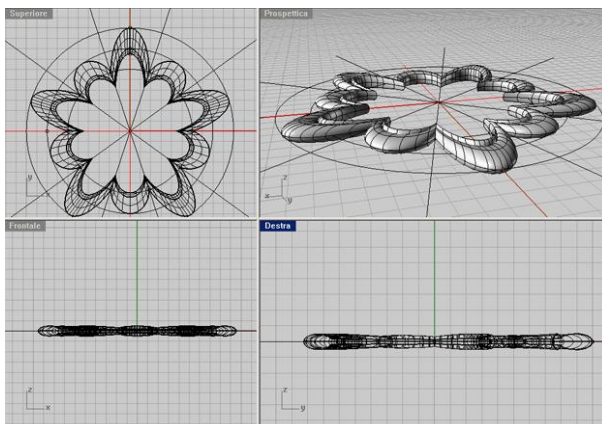 Superiore
Prospettica
y
x
z
x
y
Frontale
Destra
z
x
z
y